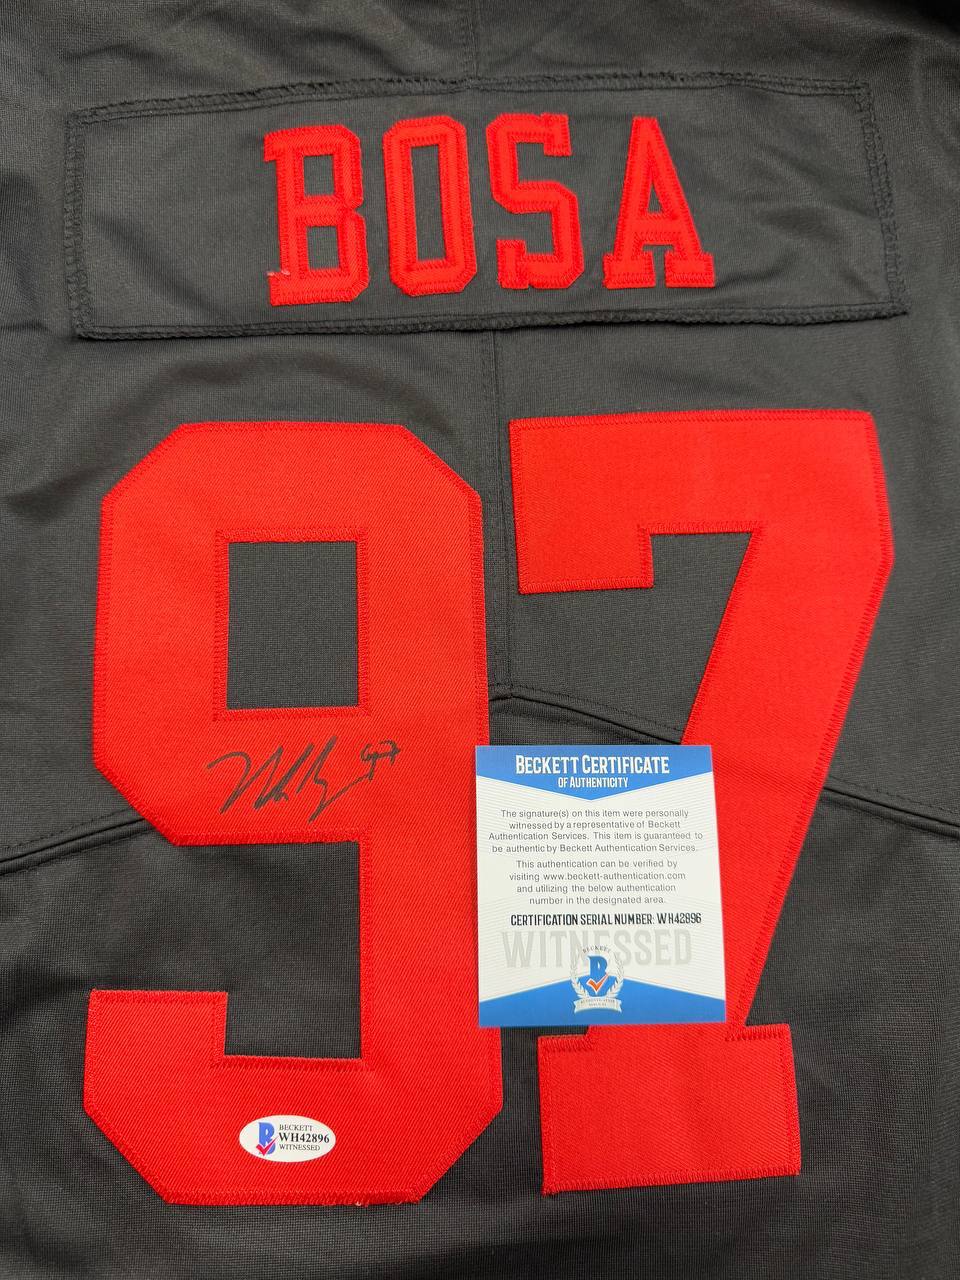 BOSA
97
97
BECKETT CERTIFICATE
OF AUTHENTICITY
The signature(s) on this item were personally
witnessed by a representative of Beckett
Authentication Services. This item is guaranteed to
be authentic by Beckett Authentication Services.
This authentication can be verified by
visiting www.beckett-authentication.com
and utilizing the below authentication
number in the designated area.
CERTIFICATION SERIAL NUMBER: WH42896
WITNESSED
BECKETT
B
B
BECKETT
WH42896
WITNESSED